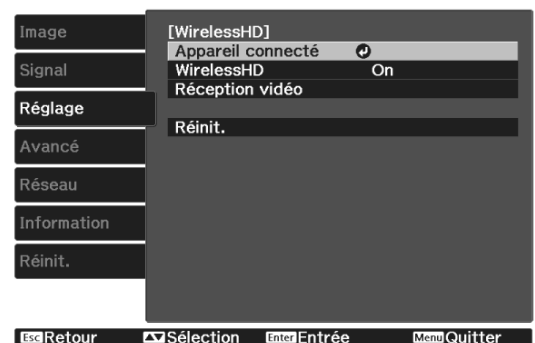 Image
Signal
Réglage
Avancé
Réseau
Information
Réinit.
[WirelessHD]
Appareil connecté
WirelessHD On
Réception vidéo
Réinit.
Esc Retour Sélection Enter Entrée Menu Quitter